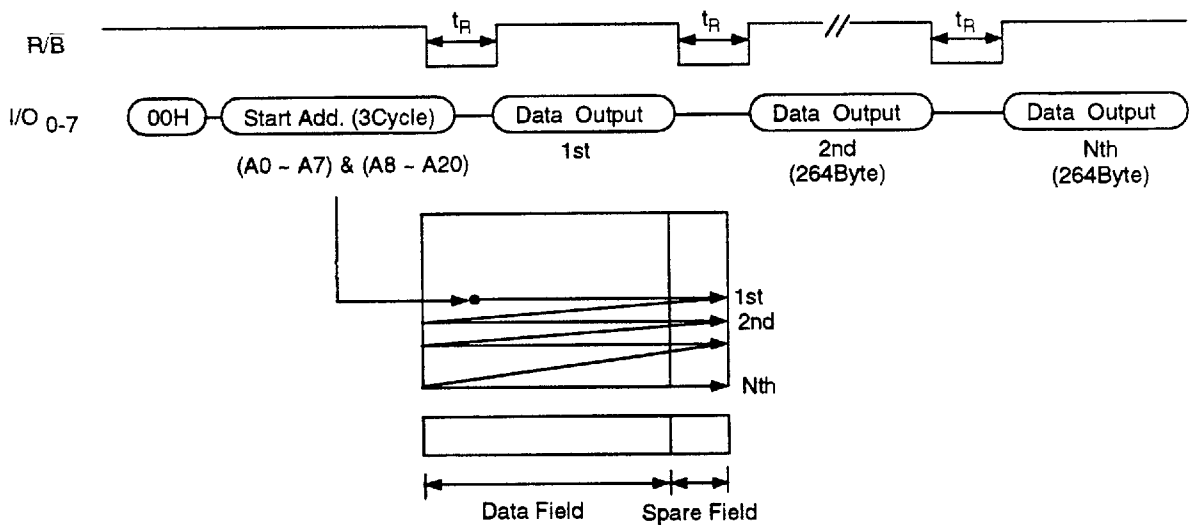 tR tR tR
R/B̅
I/O 0-7 00H Start Add. (3Cycle) Data Output Data Output Data Output
(A0 ~ A7) & (A8 ~ A20) 1st 2nd Nth
(264Byte) (264Byte)
1st
2nd
Nth
Data Field Spare Field